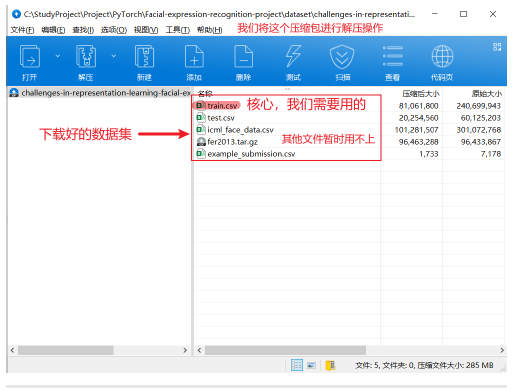 C:\StudyProject\Project\PyTorch\Facial-expression-recognition-project\dataset\challenges-in-representati...
文件(F) 编辑(E) 查找(I) 选项(O) 视图(V) 工具(T) 帮助(H) 我们将这个压缩包进行解压操作
打开 解压 新建 添加 删除 测试 扫描 查看 代码页
challenges-in-representation-learning-facial-ex 名称 压缩后大小 原始大小
train.csv 核心，我们需要用的 81,061,800 240,699,943
test.csv 20,254,560 60,125,203
下载好的数据集 icml_face_data.csv 101,281,507 301,072,768
fer2013.tar.gz 其他文件暂时用不上 96,463,288 96,433,867
example_submission.csv 1,733 7,178
文件: 5, 文件夹: 0, 压缩文件大小: 285 MB